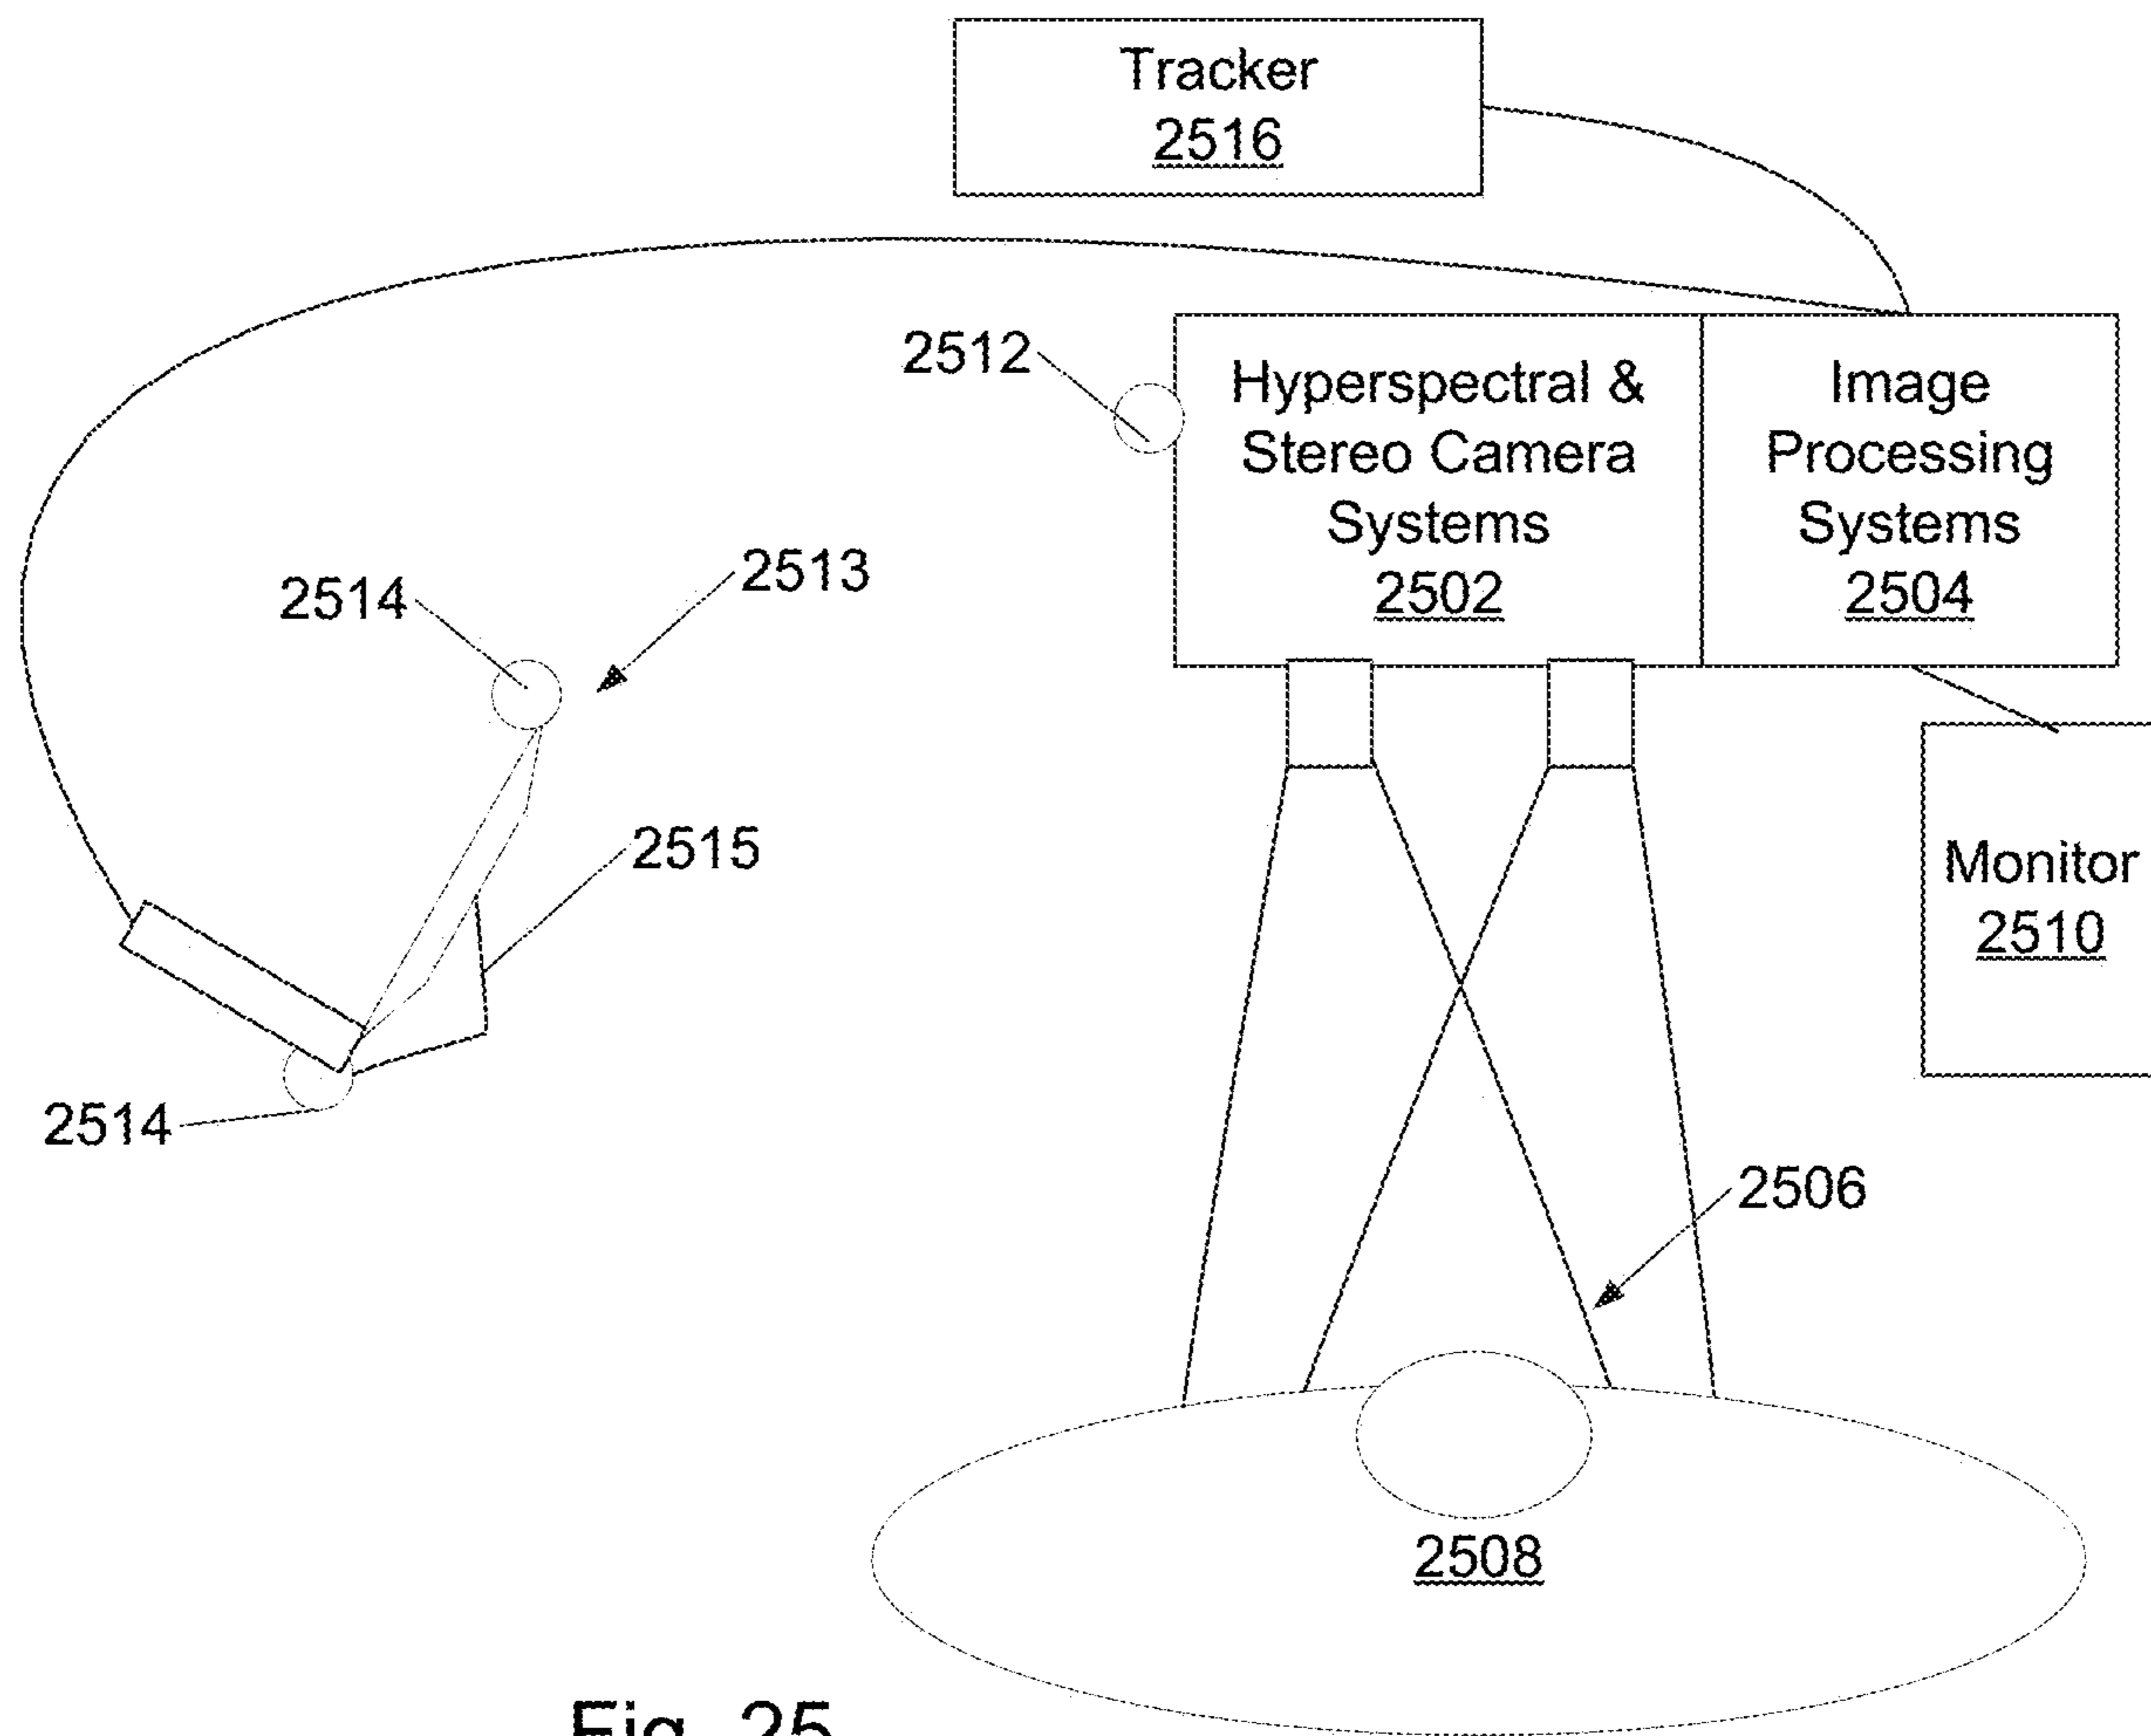 Tracker
2516
2512
Hyperspectral &
Stereo Camera
Systems
2502
Image
Processing
Systems
2504
2514
2513
2515
Monitor
2510
2514
2506
2508
Fig. 25